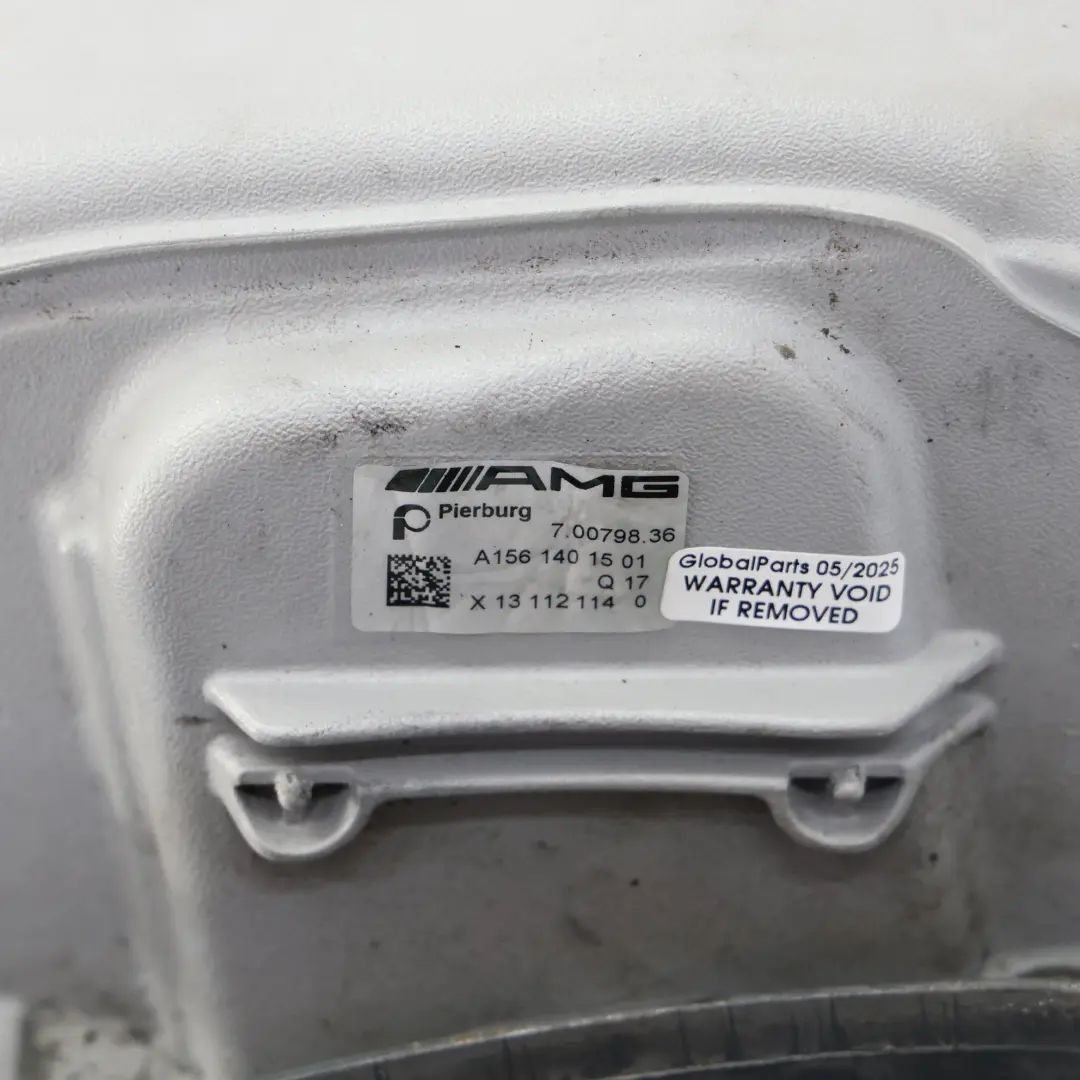 AMG
Pierburg
7.00798.36
A156 140 15 01
Q 17
X 13 112 114 0
GlobalParts 05/2025
WARRANTY VOID
IF REMOVED